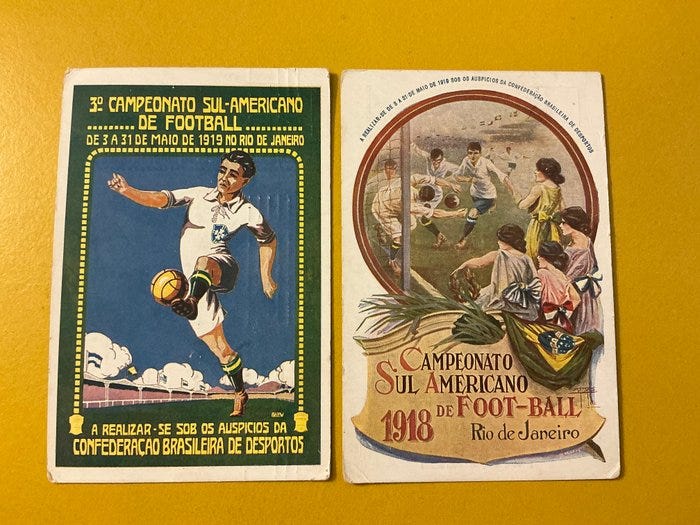 3º CAMPEONATO SUL-AMERICANO
DE FOOTBALL
DE 3 A 31 DE MAIO DE 1919 NO RIO DE JANEIRO
A REALIZAR-SE SOB OS AUSPICIOS DA
CONFEDERAÇAO BRASILEIRA DE DESPORTOS
A REALIZAR-SE DE 8 A 31 DE MAIO DE 1918 SOB OS AUSPICIOS DA CONFEDERAÇÃO BRASILEIRA DE DESPORTOS
CAMPEONATO
SUL AMERICANO
DE FOOT-BALL
1918 Rio de Janeiro